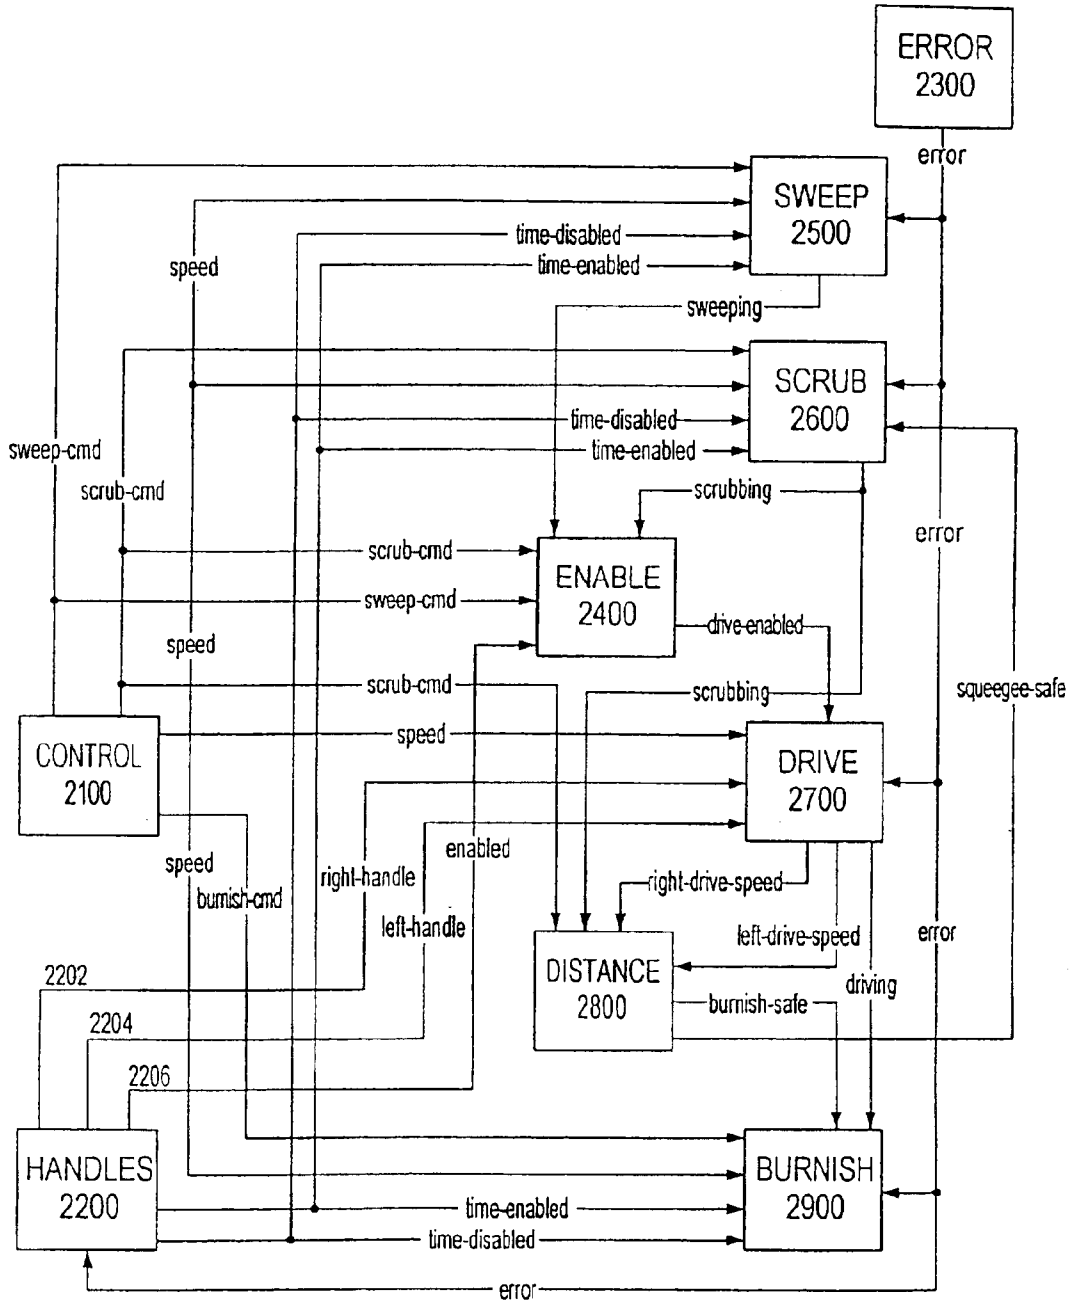 ERROR
2300
error
SWEEP
2500
time-disabled
time-enabled
speed
sweeping
SCRUB
2600
time-disabled
time-enabled
sweep-cmd
scrub-cmd
scrubbing
error
scrub-cmd
ENABLE
2400
sweep-cmd
drive-enabled
speed
scrub-cmd
scrubbing
squeegee-safe
CONTROL
2100
speed
DRIVE
2700
speed
enabled
burnish-cmd
right-handle
left-handle
right-drive-speed
left-drive-speed
error
driving
2202
DISTANCE
2800
burnish-safe
2204
2206
HANDLES
2200
BURNISH
2900
time-enabled
time-disabled
error